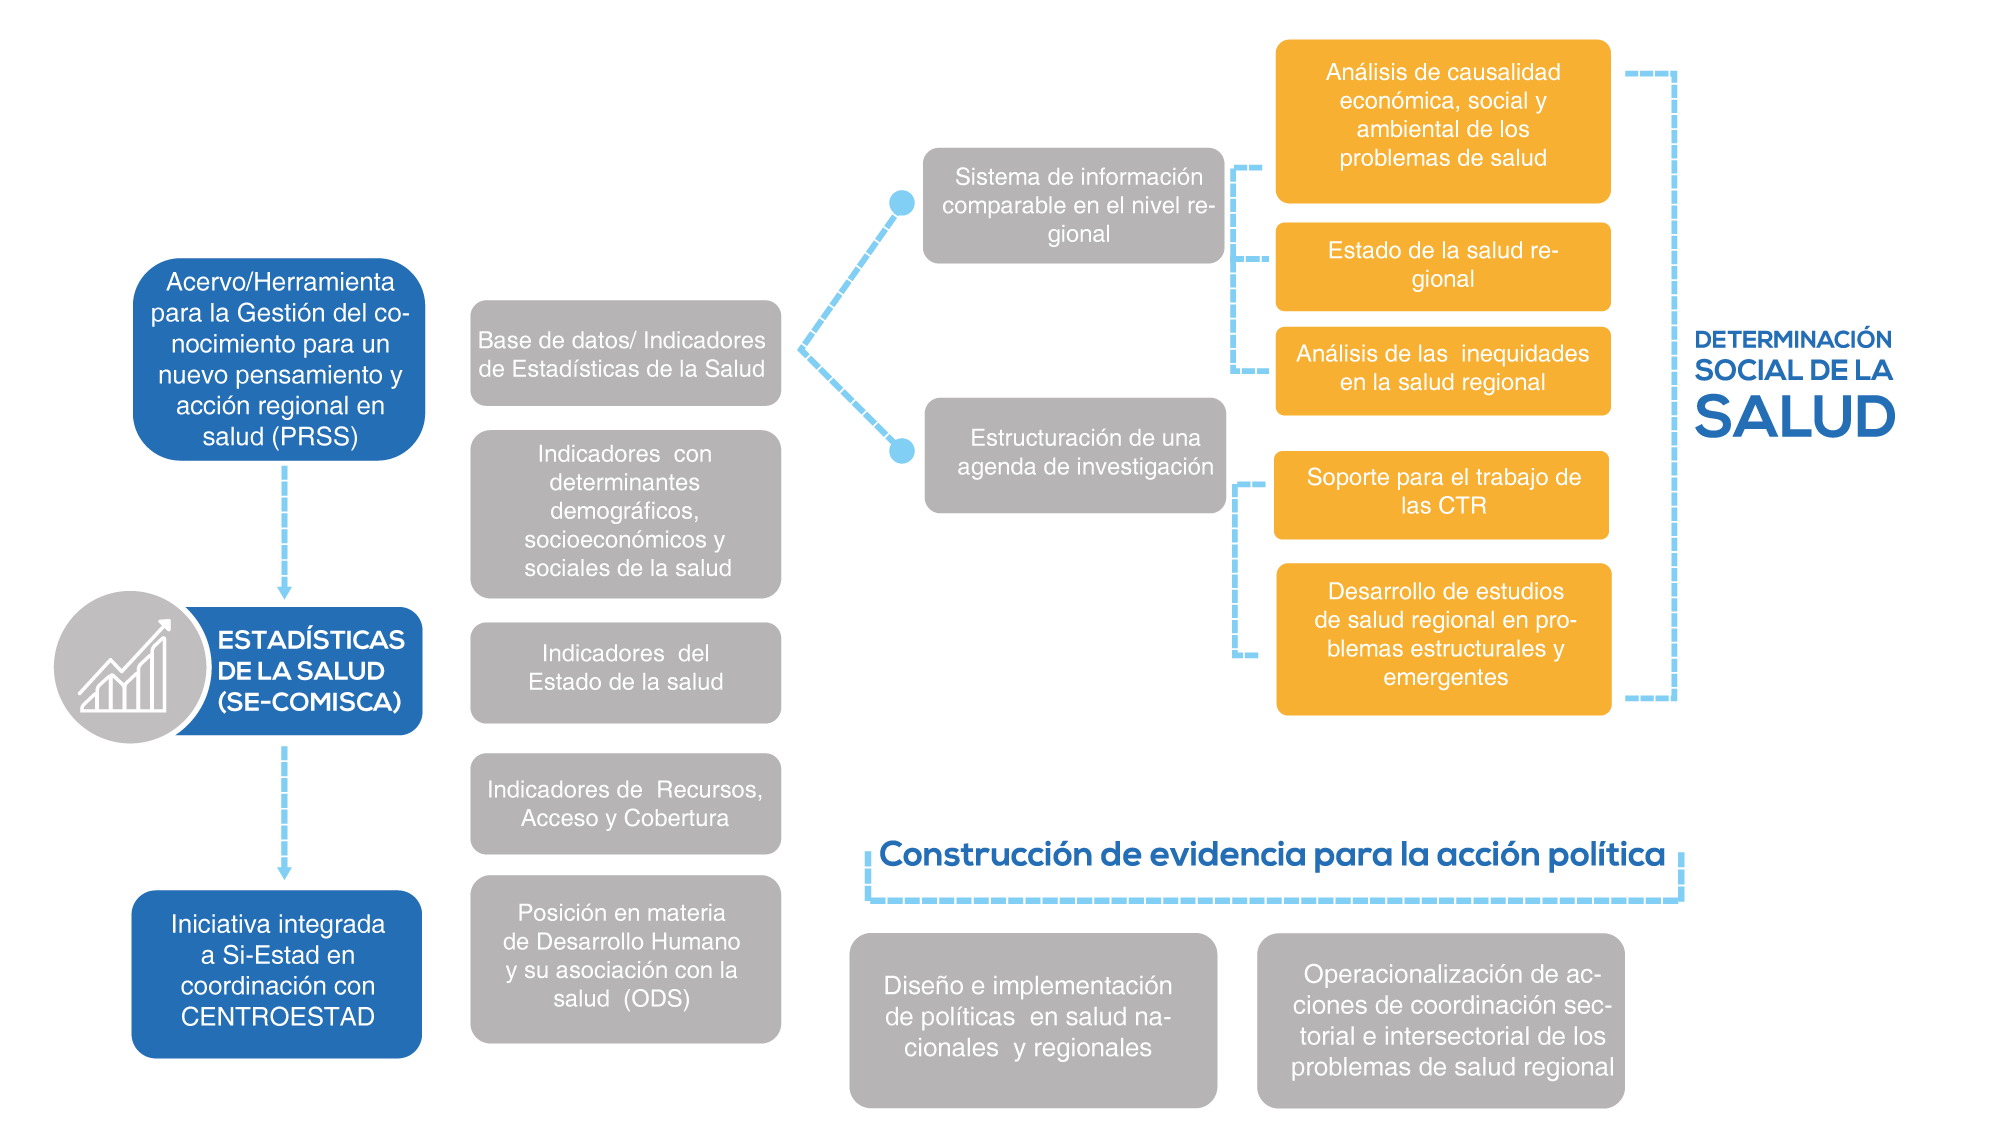 Acervo/Herramienta
para la Gestión del co-
nocimiento para un
nuevo pensamiento y
acción regional en
salud (PRSS)
ESTADÍSTICAS
DE LA SALUD
(SE-COMISCA)
Iniciativa integrada
a Si-Estad en
coordinación con
CENTROESTAD
Base de datos/ Indicadores
de Estadísticas de la Salud
Indicadores con
determinantes
demográficos,
socioeconómicos y
sociales de la salud
Indicadores del
Estado de la salud
Indicadores de Recursos,
Acceso y Cobertura
Posición en materia
de Desarrollo Humano
y su asociación con la
salud (ODS)
Sistema de información
comparable en el nivel re-
gional
Estructuración de una
agenda de investigación
Análisis de causalidad
económica, social y
ambiental de los
problemas de salud
Estado de la salud re-
gional
Análisis de las inequidades
en la salud regional
Soporte para el trabajo de
las CTR
Desarrollo de estudios
de salud regional en pro-
blemas estructurales y
emergentes
DETERMINACIÓN
SOCIAL DE LA
SALUD
Construcción de evidencia para la acción política
Diseño e implementación
de políticas en salud na-
cionales y regionales
Operacionalización de ac-
ciones de coordinación sec-
torial e intersectorial de los
problemas de salud regional